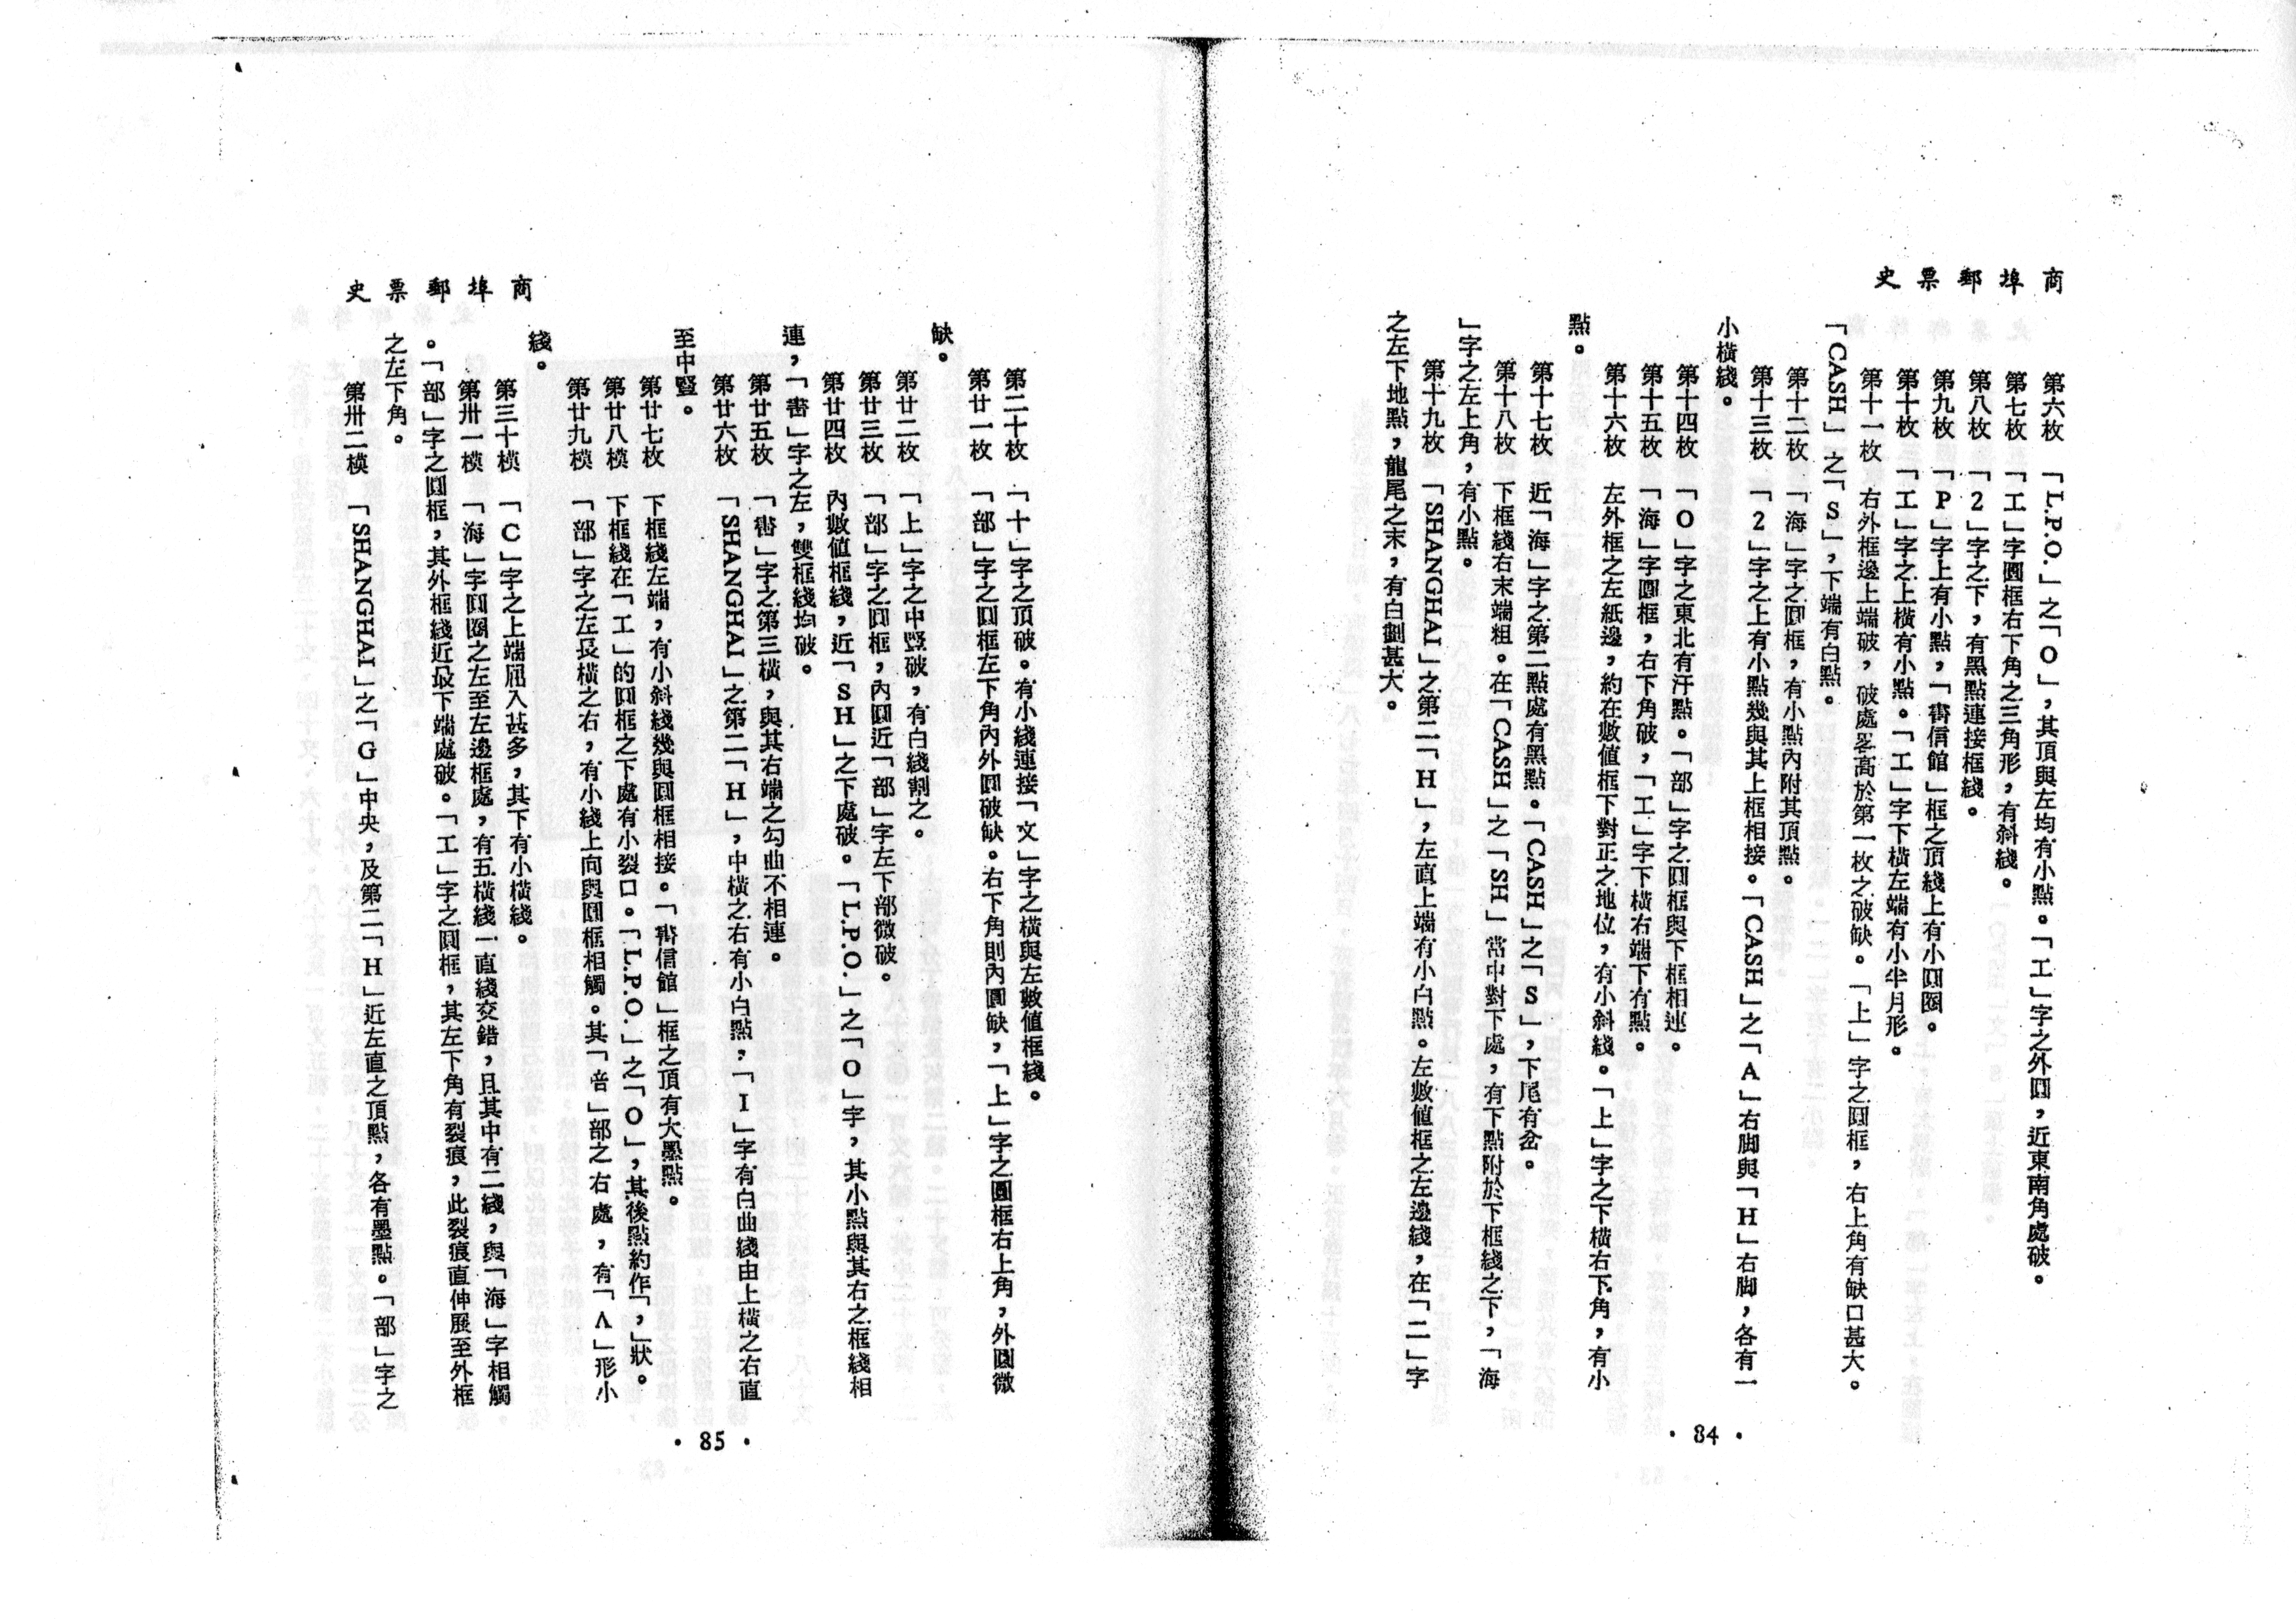 商埠郵票史
第六枚　「L.P.O.」之「O」，其頂與左均有小點。「工」字之外圓，近東南角處破。
第七枚　「工」字圓框右下角之三角形，有斜綫。
第八枚　「2」字之下，有黑點連接框綫。
第九枚　「P」字上有小點，「書信館」框之頂綫上有小圓圈。
第十枚　「工」字之上橫有小點。「工」字下橫左端有小半月形。
第十一枚　右外框邊上端破，破處畧高於第一枚之破缺。「上」字之圓框，右上角有缺口甚大。
「CASH」之「S」，下端有白點。
第十二枚　「海」字之圓框，有小點內附其頂點。
第十三枚　「2」字之上有小點幾與其上框相接。「CASH」之「A」右脚與「H」右脚，各有一
小橫綫。
第十四枚　「O」字之東北有汙點。「部」字之圓框與下框相連。
第十五枚　「海」字圓框，右下角破，「工」字下橫右端下有點。
第十六枚　左外框之左紙邊，約在數值框下對正之地位，有小斜綫。「上」字之下橫右下角，有小
點。
第十七枚　近「海」字之第二點處有黑點。「CASH」之「S」，下尾有岔。
第十八枚　下框綫右末端粗。在「CASH」之「SH」當中對下處，有下點附於下框綫之下，「海
」字之左上角，有小點。
第十九枚　「SHANGHAI」之第二「H」，左直上端有小白點。左數值框之左邊綫，在「二」字
之左下地點，龍尾之末，有白劃甚大。
· 84 ·
商埠郵票史
第二十枚　「十」字之頂破。有小綫連接「文」字之橫與左數值框綫。
第廿一枚　「部」字之圓框左下角內外圓破缺。右下角則內圓缺，「上」字之圓框右上角，外圓微
缺。
第廿二枚　「上」字之中豎破，有白綫割之。
第廿三枚　「部」字之圓框，內圓近「部」字左下部微破。
第廿四枚　內數值框綫，近「SH」之下處破。「L.P.O.」之「O」字，其小點與其右之框綫相
連，「書」字之左，雙框綫均破。
第廿五枚　「書」字之第三橫，與其右端之勾曲不相連。
第廿六枚　「SHANGHAI」之第二「H」，中橫之右有小白點，「I」字有白曲綫由上橫之右直
至中豎。
第廿七枚　下框綫左端，有小斜綫幾與圓框相接。「書信館」框之頂有大墨點。
第廿八模　下框綫在「工」的圓框之下處有小裂口。「L.P.O.」之「O」，其後點約作「，」狀。
第廿九模　「部」字之左長橫之右，有小綫上向與圓框相觸。其「咅」部之右處，有「Λ」形小
綫。
第三十模　「C」字之上端屈入甚多，其下有小橫綫。
第卅一模　「海」字圓圈之左至左邊框處，有五橫綫一直綫交錯，且其中有二綫，與「海」字相觸
。「部」字之圓框，其外框綫近最下端處破。「工」字之圓框，其左下角有裂痕，此裂痕直伸展至外框
之左下角。
第卅二模　「SHANGHAI」之「G」中央，及第二「H」近左直之頂點，各有墨點。「部」字之
· 85 ·